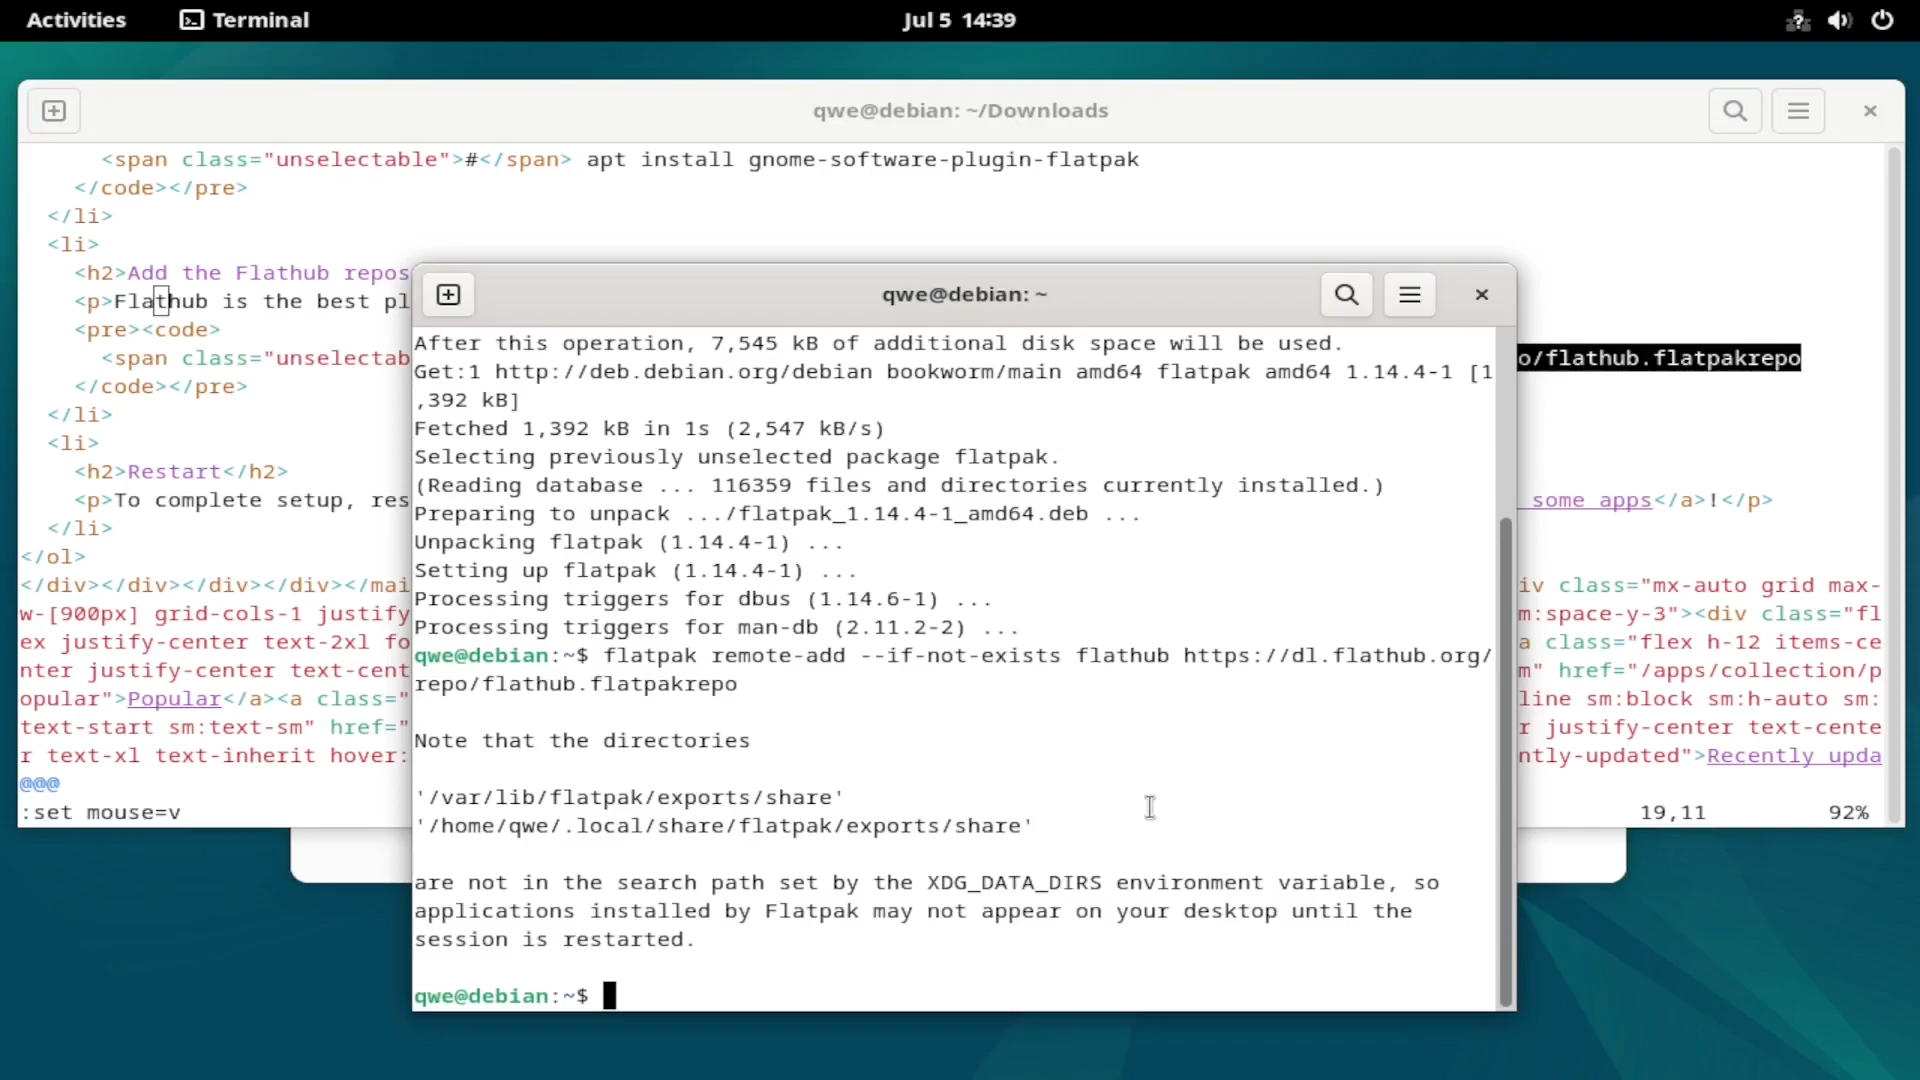 Activities Terminal Jul 5 14:39
qwe@debian: ~/Downloads
<span class="unselectable">#</span> apt install gnome-software-plugin-flatpak
</code></pre>
</li>
<li>
<h2>Add the Flathub repos
<p>Flathub is the best pl
<pre><code>
<span class="unselectab
o/flathub.flatpakrepo
</code></pre>
</li>
<li>
<h2>Restart</h2>
<p>To complete setup, res
some apps</a>!</p>
</li>
</ol>
</div></div></div></div></mai
iv class="mx-auto grid max-
w-[900px] grid-cols-1 justify
m:space-y-3"><div class="fl
ex justify-center text-2xl fo
a class="flex h-12 items-ce
nter justify-center text-cent
m" href="/apps/collection/p
opular">Popular</a><a class="
line sm:block sm:h-auto sm:
text-start sm:text-sm" href="
r justify-center text-cente
r text-xl text-inherit hover:
ntly-updated">Recently upda
@@@
:set mouse=v
19,11 92%
qwe@debian: ~
After this operation, 7,545 kB of additional disk space will be used.
Get:1 http://deb.debian.org/debian bookworm/main amd64 flatpak amd64 1.14.4-1 [1
,392 kB]
Fetched 1,392 kB in 1s (2,547 kB/s)
Selecting previously unselected package flatpak.
(Reading database ... 116359 files and directories currently installed.)
Preparing to unpack .../flatpak_1.14.4-1_amd64.deb ...
Unpacking flatpak (1.14.4-1) ...
Setting up flatpak (1.14.4-1) ...
Processing triggers for dbus (1.14.6-1) ...
Processing triggers for man-db (2.11.2-2) ...
qwe@debian:~$ flatpak remote-add --if-not-exists flathub https://dl.flathub.org/
repo/flathub.flatpakrepo
Note that the directories
'/var/lib/flatpak/exports/share'
'/home/qwe/.local/share/flatpak/exports/share'
are not in the search path set by the XDG_DATA_DIRS environment variable, so
applications installed by Flatpak may not appear on your desktop until the
session is restarted.
qwe@debian:~$